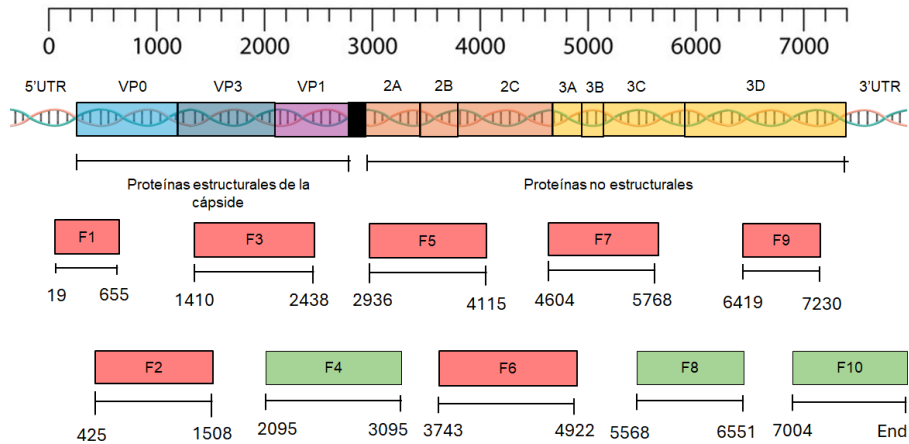 0 1000 2000 3000 4000 5000 6000 7000
5'UTR VP0 VP3 VP1 2A 2B 2C 3A 3B 3C 3D 3'UTR
Proteínas estructurales de la
cápside
Proteínas no estructurales
F1 F3 F5 F7 F9
19 655 1410 2438 2936 4115 4604 5768 6419 7230
F2 F4 F6 F8 F10
425 1508 2095 3095 3743 4922 5568 6551 7004 End